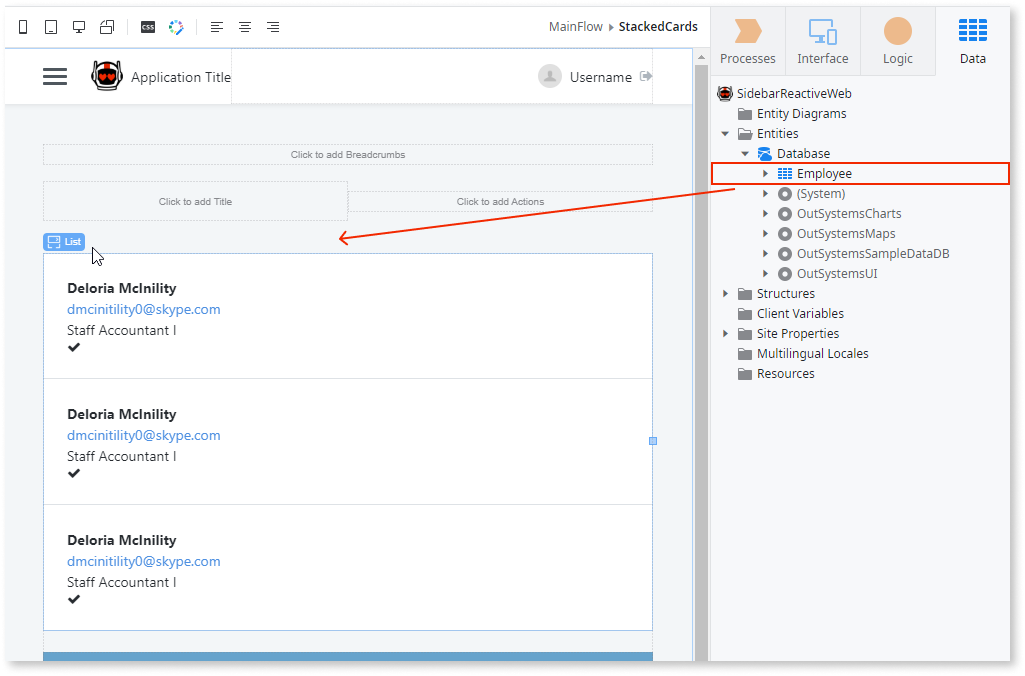 CSS
MainFlow ▸ StackedCards
Processes
Interface
Logic
Data
Application Title
Username
Click to add Breadcrumbs
Click to add Title
Click to add Actions
List
Deloria McInility
dmcinitility0@skype.com
Staff Accountant I
Deloria McInility
dmcinitility0@skype.com
Staff Accountant I
Deloria McInility
dmcinitility0@skype.com
Staff Accountant I
SidebarReactiveWeb
Entity Diagrams
Entities
Database
Employee
(System)
OutSystemsCharts
OutSystemsMaps
OutSystemsSampleDataDB
OutSystemsUI
Structures
Client Variables
Site Properties
Multilingual Locales
Resources